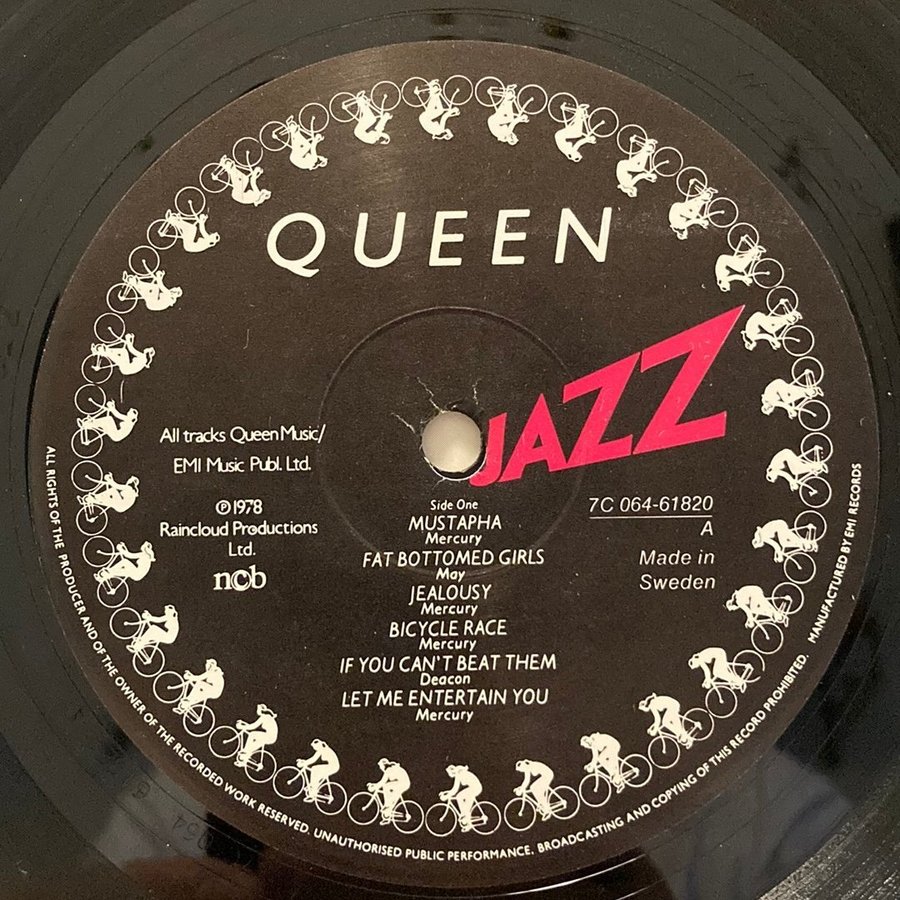 QUEEN
JAZZ
All tracks Queen Music/
EMI Music Publ. Ltd.
℗ 1978
Raincloud Productions
Ltd.
ncb
Side One
MUSTAPHA
Mercury
FAT BOTTOMED GIRLS
May
JEALOUSY
Mercury
BICYCLE RACE
Mercury
IF YOU CAN'T BEAT THEM
Deacon
LET ME ENTERTAIN YOU
Mercury
7C 064-61820
A
Made in
Sweden
ALL RIGHTS OF THE PRODUCER AND OF THE OWNER OF THE RECORDED WORK RESERVED. UNAUTHORISED PUBLIC PERFORMANCE, BROADCASTING AND COPYING OF THIS RECORD PROHIBITED. MANUFACTURED BY EMI RECORDS